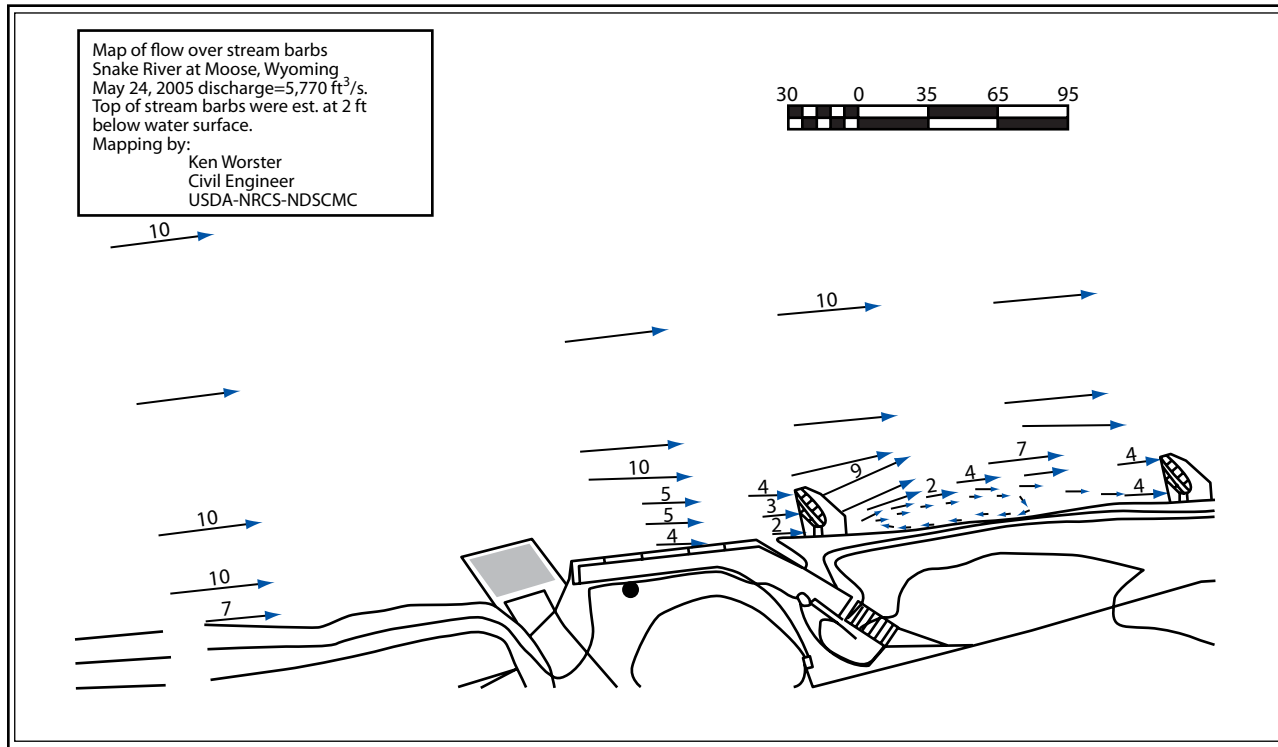 Map of flow over stream barbs
Snake River at Moose, Wyoming
May 24, 2005 discharge=5,770 ft³/s.
Top of stream barbs were est. at 2 ft
below water surface.
Mapping by:
Ken Worster
Civil Engineer
USDA-NRCS-NDSCMC
30 0 35 65 95
10
10
10
5
5
4
10
10
7
4
3
2
9
2
4
7
4
4